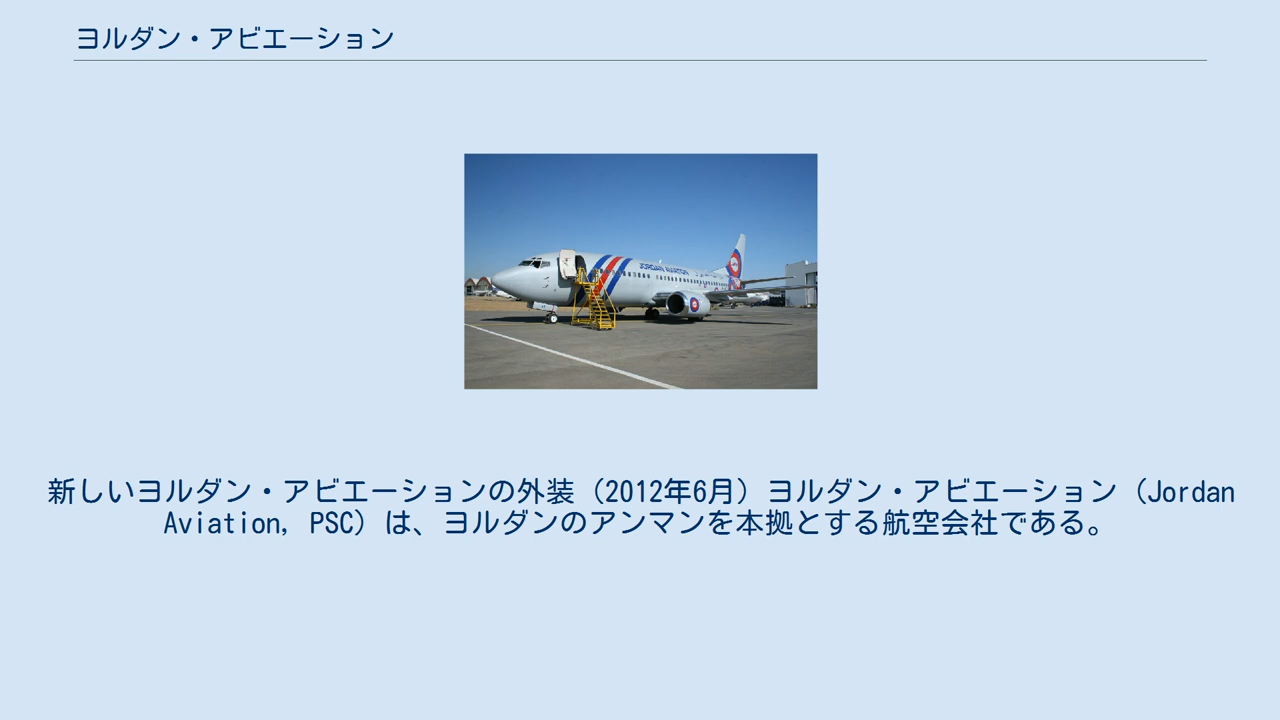 ヨルダン・アビエーション
JORDAN AVIATION
新しいヨルダン・アビエーションの外装（2012年6月）ヨルダン・アビエーション（Jordan
Aviation, PSC）は、ヨルダンのアンマンを本拠とする航空会社である。